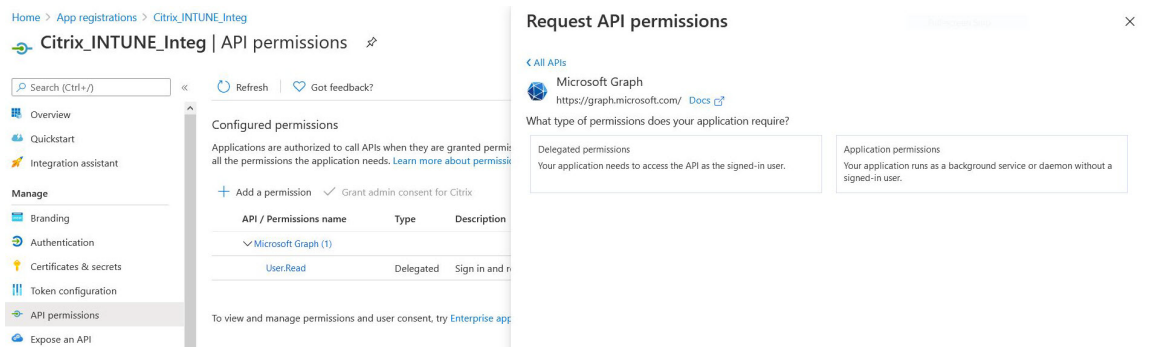 Home > App registrations > Citrix_INTUNE_Integ
Citrix_INTUNE_Integ | API permissions
Search (Ctrl+/)
«
Overview
Quickstart
Integration assistant
Manage
Branding
Authentication
Certificates & secrets
Token configuration
API permissions
Expose an API
Refresh
Got feedback?
Configured permissions
Applications are authorized to call APIs when they are granted permis
all the permissions the application needs. Learn more about permissio
Add a permission
Grant admin consent for Citrix
API / Permissions name Type Description
Microsoft Graph (1)
User.Read Delegated Sign in and r
To view and manage permissions and user consent, try Enterprise app
Request API permissions
All APIs
Microsoft Graph
https://graph.microsoft.com/ Docs
What type of permissions does your application require?
Delegated permissions
Your application needs to access the API as the signed-in user.
Application permissions
Your application runs as a background service or daemon without a
signed-in user.